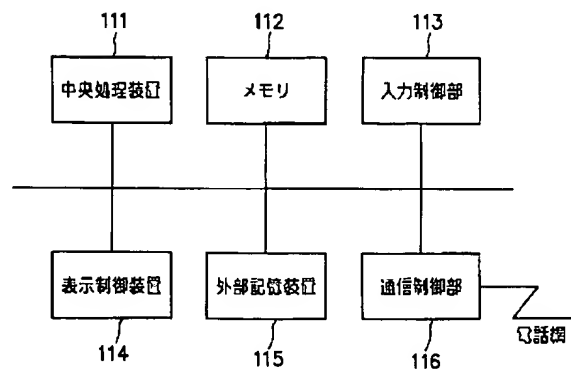 111
112
113
中央処理装置
メモリ
入力制御部
表示制御装置
外部記憶装置
通信制御部
電話網
114
115
116